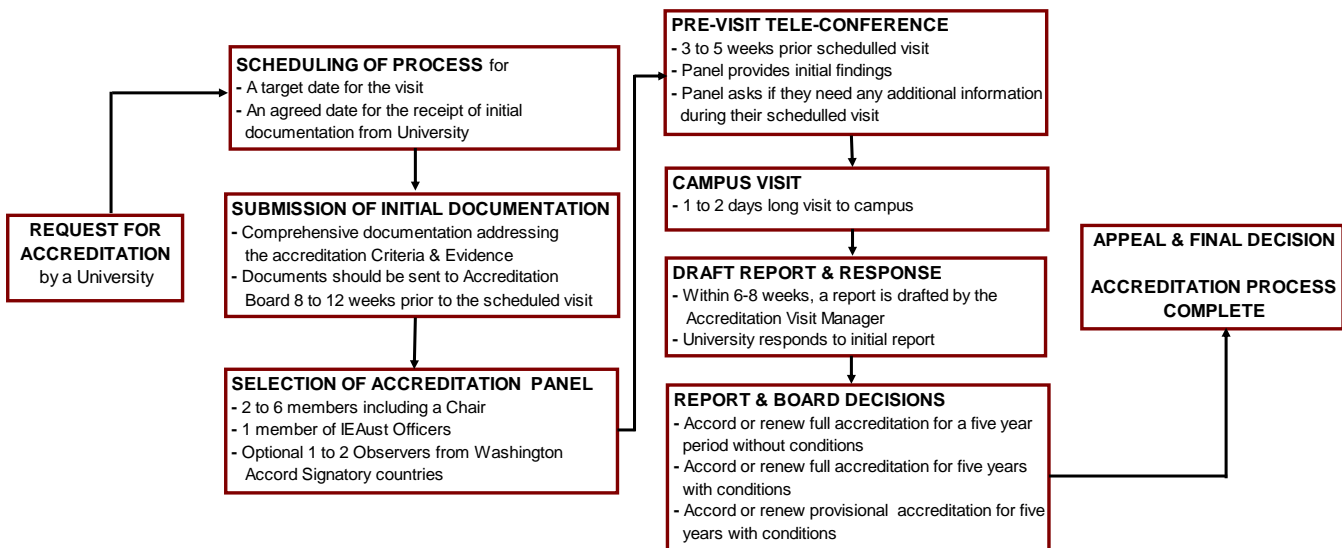 REQUEST FOR
ACCREDITATION
by a University
SCHEDULING OF PROCESS for
- A target date for the visit
- An agreed date for the receipt of initial
documentation from University
SUBMISSION OF INITIAL DOCUMENTATION
- Comprehensive documentation addressing
the accreditation Criteria & Evidence
- Documents should be sent to Accreditation
Board 8 to 12 weeks prior to the scheduled visit
SELECTION OF ACCREDITATION PANEL
- 2 to 6 members including a Chair
- 1 member of IEAust Officers
- Optional 1 to 2 Observers from Washington
Accord Signatory countries
PRE-VISIT TELE-CONFERENCE
- 3 to 5 weeks prior schedulled visit
- Panel provides initial findings
- Panel asks if they need any additional information
during their schedulled visit
CAMPUS VISIT
- 1 to 2 days long visit to campus
DRAFT REPORT & RESPONSE
- Within 6-8 weeks, a report is drafted by the
Accreditation Visit Manager
- University responds to initial report
REPORT & BOARD DECISIONS
- Accord or renew full accreditation for a five year
period without conditions
- Accord or renew full accreditation for five years
with conditions
- Accord or renew provisional accreditation for five
years with conditions
APPEAL & FINAL DECISION
ACCREDITATION PROCESS
COMPLETE